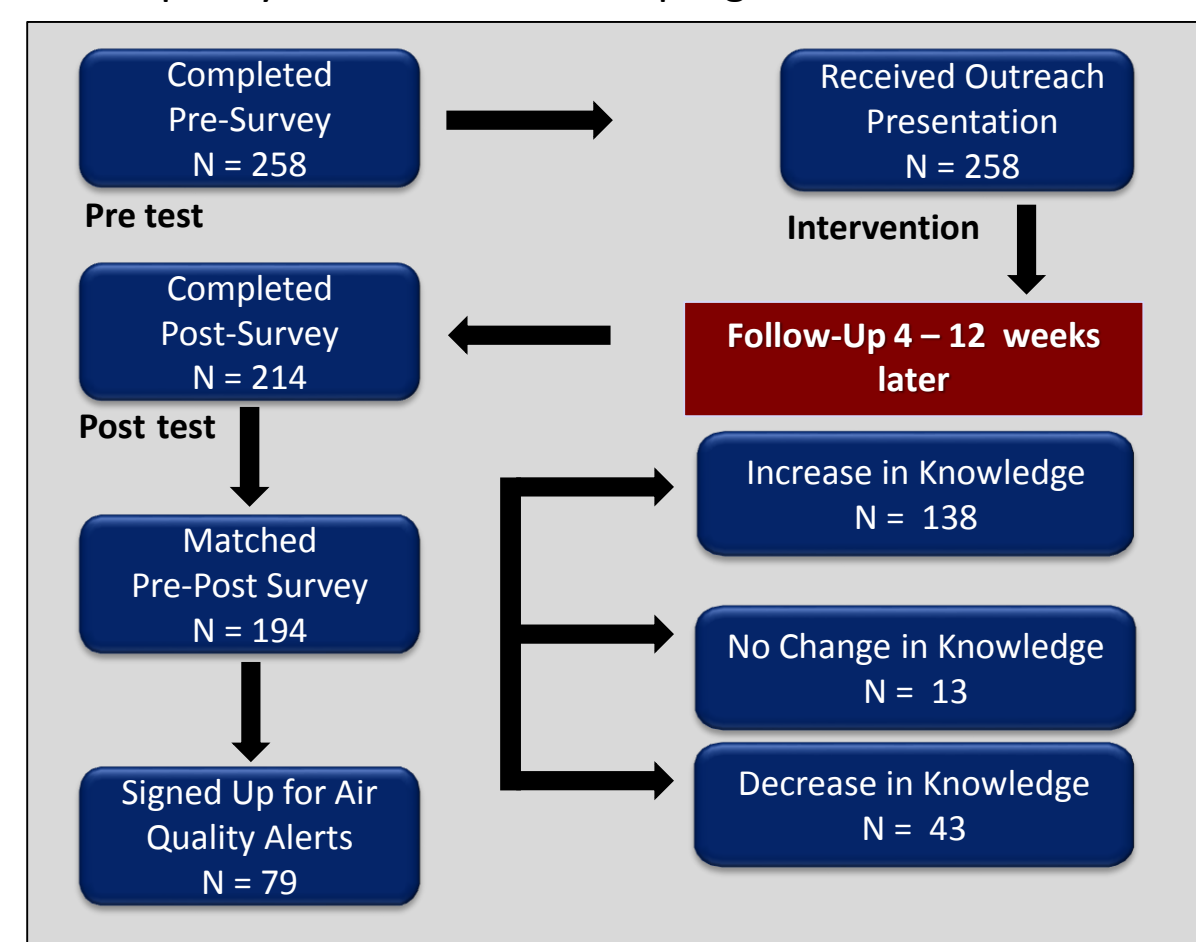 Completed
Pre-Survey
N = 258
Pre test
Received Outreach
Presentation
N = 258
Intervention
Follow-Up 4 – 12 weeks
later
Completed
Post-Survey
N = 214
Post test
Matched
Pre-Post Survey
N = 194
Signed Up for Air
Quality Alerts
N = 79
Increase in Knowledge
N = 138
No Change in Knowledge
N = 13
Decrease in Knowledge
N = 43